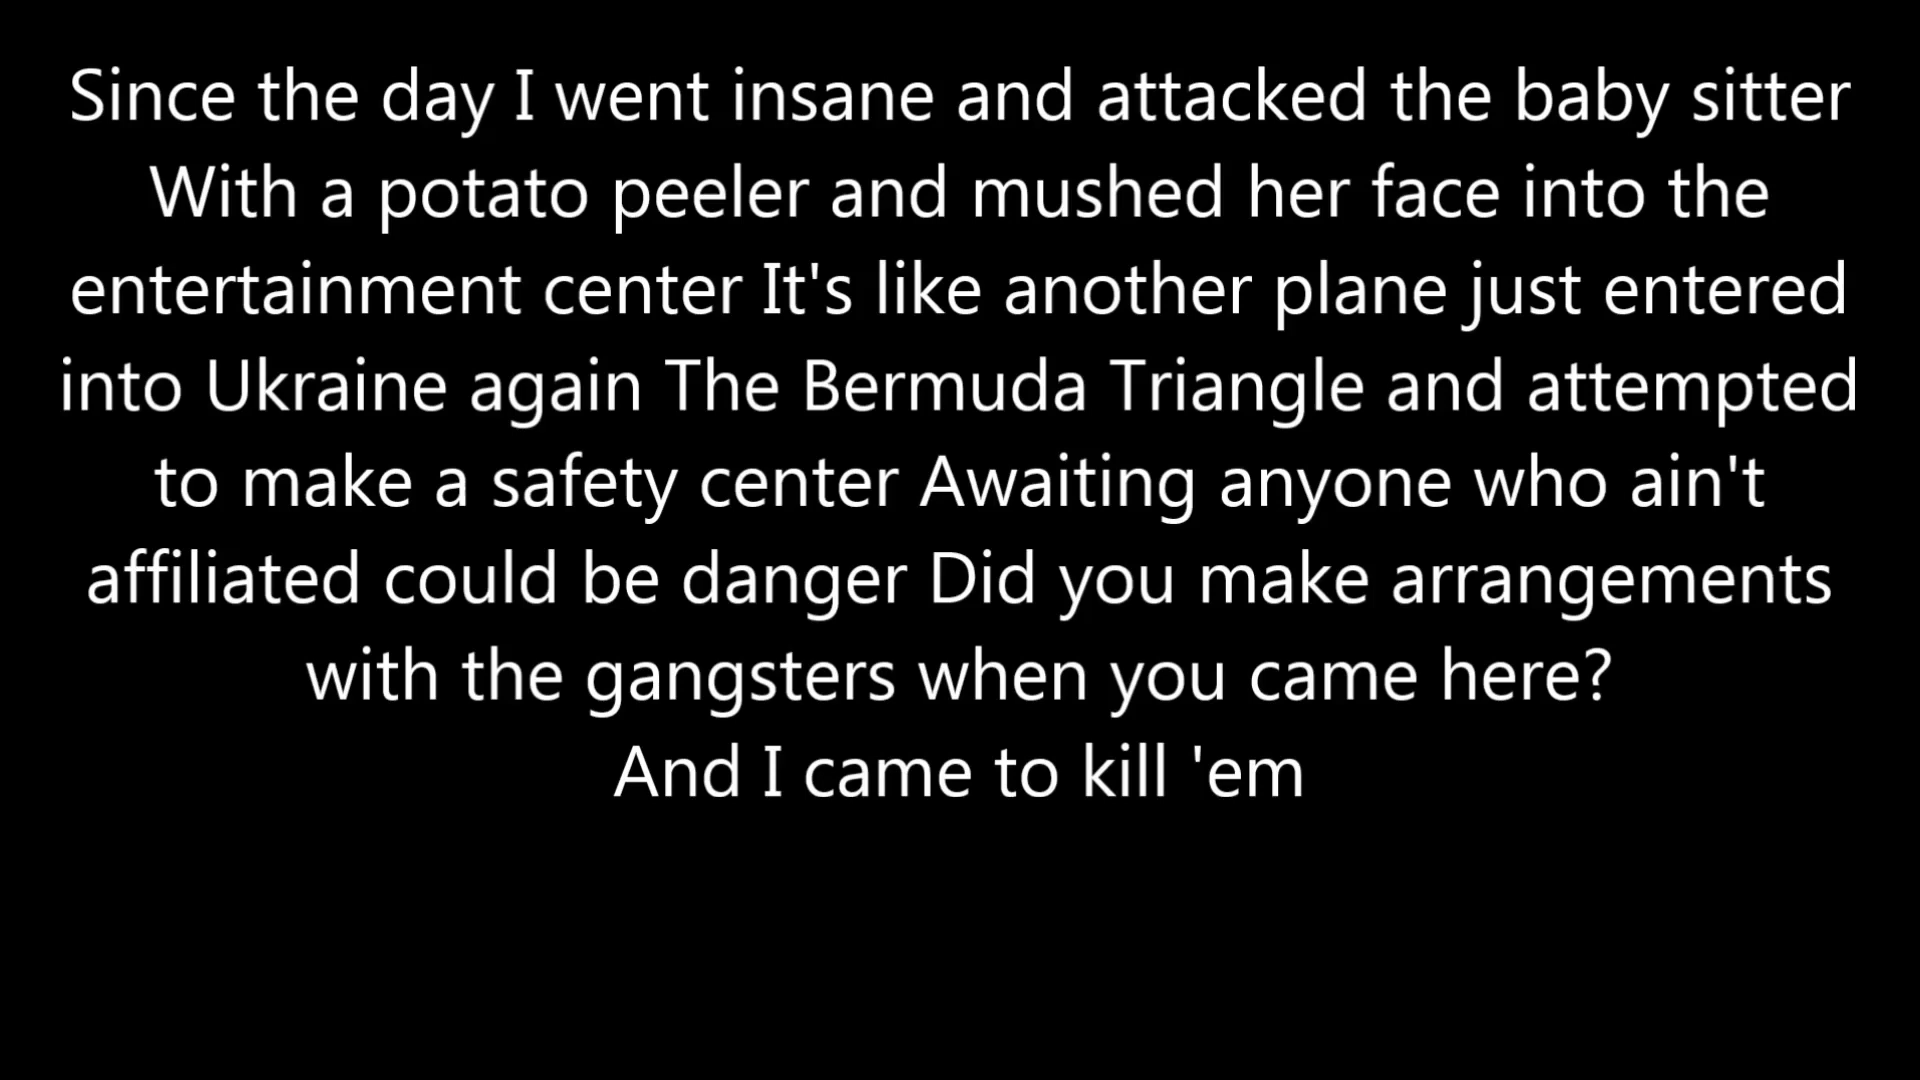 Since the day I went insane and attacked the baby sitter
With a potato peeler and mushed her face into the
entertainment center It's like another plane just entered
into Ukraine again The Bermuda Triangle and attempted
to make a safety center Awaiting anyone who ain't
affiliated could be danger Did you make arrangements
with the gangsters when you came here?
And I came to kill 'em